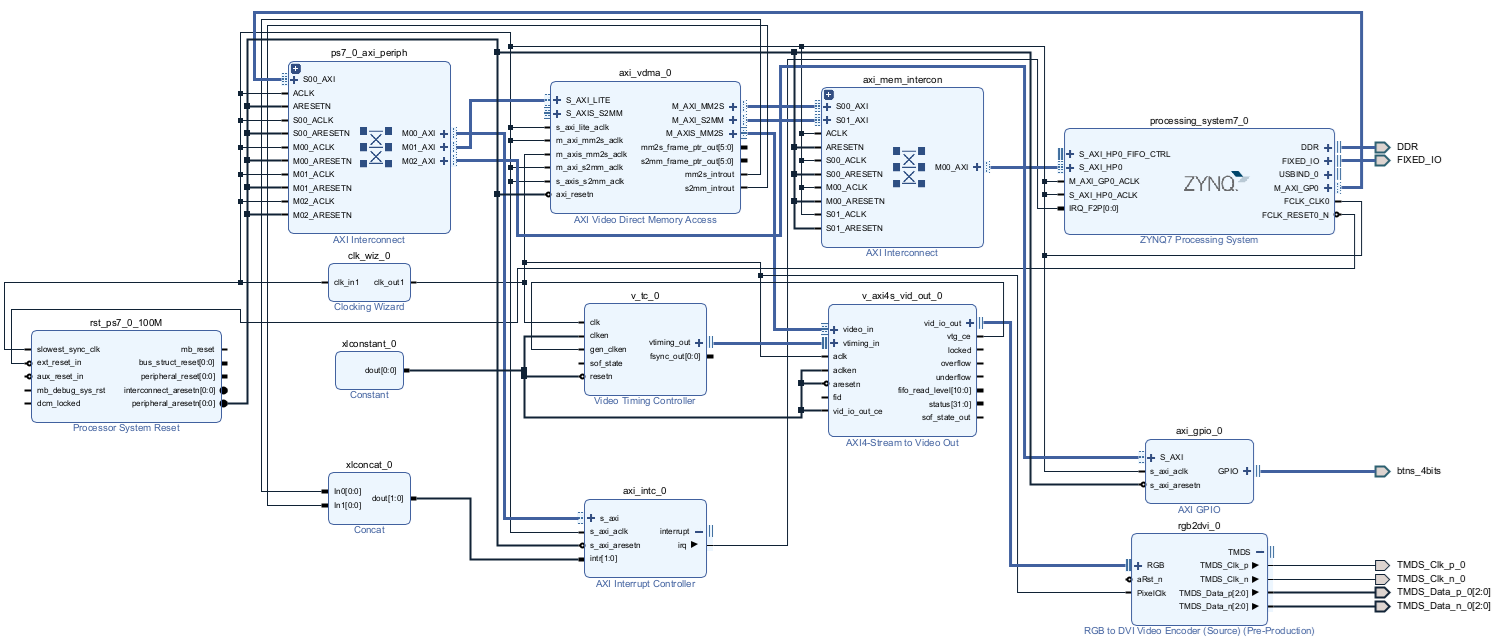 ps7_0_axi_periph
S00_AXI
ACLK
ARESETN
S00_ACLK
S00_ARESETN
M00_ACLK
M00_ARESETN
M01_ACLK
M01_ARESETN
M02_ACLK
M02_ARESETN
M00_AXI
M01_AXI
M02_AXI
AXI Interconnect
axi_vdma_0
S_AXI_LITE
S_AXIS_S2MM
s_axi_lite_aclk
m_axi_mm2s_aclk
m_axis_mm2s_aclk
m_axi_s2mm_aclk
s_axis_s2mm_aclk
axi_resetn
M_AXI_MM2S
M_AXI_S2MM
M_AXIS_MM2S
mm2s_frame_ptr_out[5:0]
s2mm_frame_ptr_out[5:0]
mm2s_introut
s2mm_introut
AXI Video Direct Memory Access
axi_mem_intercon
S00_AXI
S01_AXI
ACLK
ARESETN
S00_ACLK
S00_ARESETN
M00_ACLK
M00_ARESETN
S01_ACLK
S01_ARESETN
M00_AXI
AXI Interconnect
processing_system7_0
S_AXI_HP0_FIFO_CTRL
S_AXI_HP0
M_AXI_GP0_ACLK
S_AXI_HP0_ACLK
IRQ_F2P[0:0]
ZYNQ
DDR
FIXED_IO
USBIND_0
M_AXI_GP0
FCLK_CLK0
FCLK_RESET0_N
ZYNQ7 Processing System
DDR
FIXED_IO
clk_wiz_0
clk_in1
clk_out1
Clocking Wizard
rst_ps7_0_100M
slowest_sync_clk
ext_reset_in
aux_reset_in
mb_debug_sys_rst
dcm_locked
mb_reset
bus_struct_reset[0:0]
peripheral_reset[0:0]
interconnect_aresetn[0:0]
peripheral_aresetn[0:0]
Processor System Reset
xlconstant_0
dout[0:0]
Constant
v_tc_0
clk
clken
gen_clken
sof_state
resetn
vtiming_out
fsync_out[0:0]
Video Timing Controller
v_axi4s_vid_out_0
video_in
vtiming_in
aclk
aclken
aresetn
fid
vid_io_out_ce
vid_io_out
vtg_ce
locked
overflow
underflow
fifo_read_level[10:0]
status[31:0]
sof_state_out
AXI4-Stream to Video Out
xlconcat_0
In0[0:0]
In1[0:0]
dout[1:0]
Concat
axi_intc_0
s_axi
s_axi_aclk
s_axi_aresetn
intr[1:0]
interrupt
irq
AXI Interrupt Controller
axi_gpio_0
S_AXI
s_axi_aclk
s_axi_aresetn
GPIO
AXI GPIO
btns_4bits
rgb2dvi_0
RGB
aRst_n
PixelClk
TMDS
TMDS_Clk_p
TMDS_Clk_n
TMDS_Data_p[2:0]
TMDS_Data_n[2:0]
RGB to DVI Video Encoder (Source) (Pre-Production)
TMDS_Clk_p_0
TMDS_Clk_n_0
TMDS_Data_p_0[2:0]
TMDS_Data_n_0[2:0]